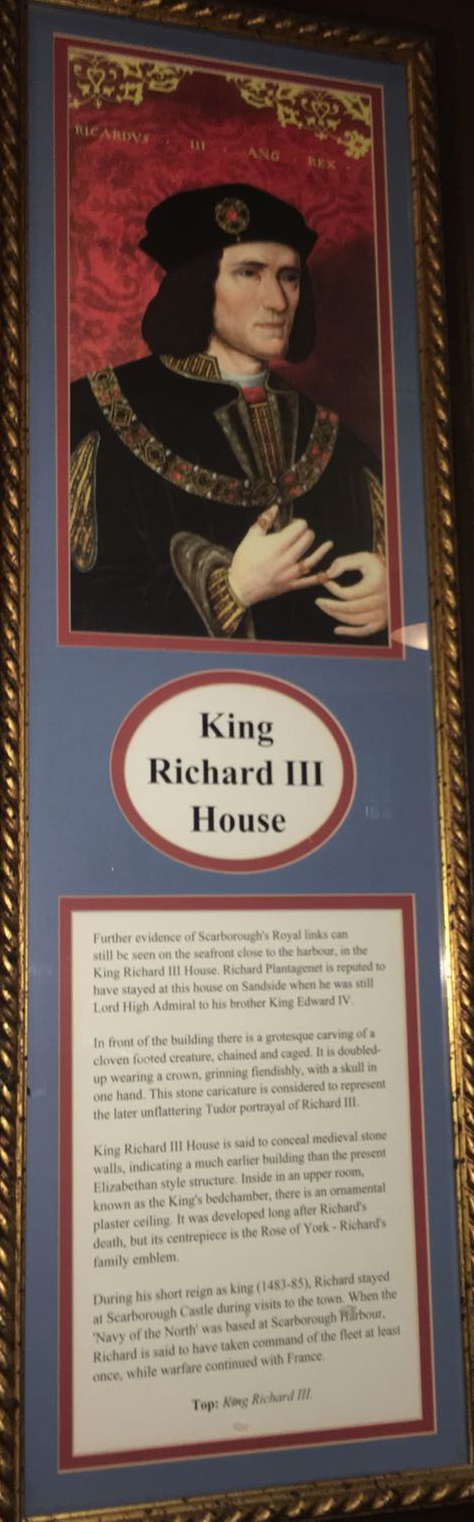 RICARDVS · III · ANG · REX ·
King
Richard III
House
Further evidence of Scarborough's Royal links can
still be seen on the seafront close to the harbour, in the
King Richard III House. Richard Plantagenet is reputed to
have stayed at this house on Sandside when he was still
Lord High Admiral to his brother King Edward IV.
In front of the building there is a grotesque carving of a
cloven footed creature, chained and caged. It is doubled-
up wearing a crown, grinning fiendishly, with a skull in
one hand. This stone caricature is considered to represent
the later unflattering Tudor portrayal of Richard III.
King Richard III House is said to conceal medieval stone
walls, indicating a much earlier building than the present
Elizabethan style structure. Inside in an upper room,
known as the King's bedchamber, there is an ornamental
plaster ceiling. It was developed long after Richard's
death, but its centrepiece is the Rose of York - Richard's
family emblem.
During his short reign as king (1483-85), Richard stayed
at Scarborough Castle during visits to the town. When the
'Navy of the North' was based at Scarborough Harbour,
Richard is said to have taken command of the fleet at least
once, while warfare continued with France.
Top: King Richard III.